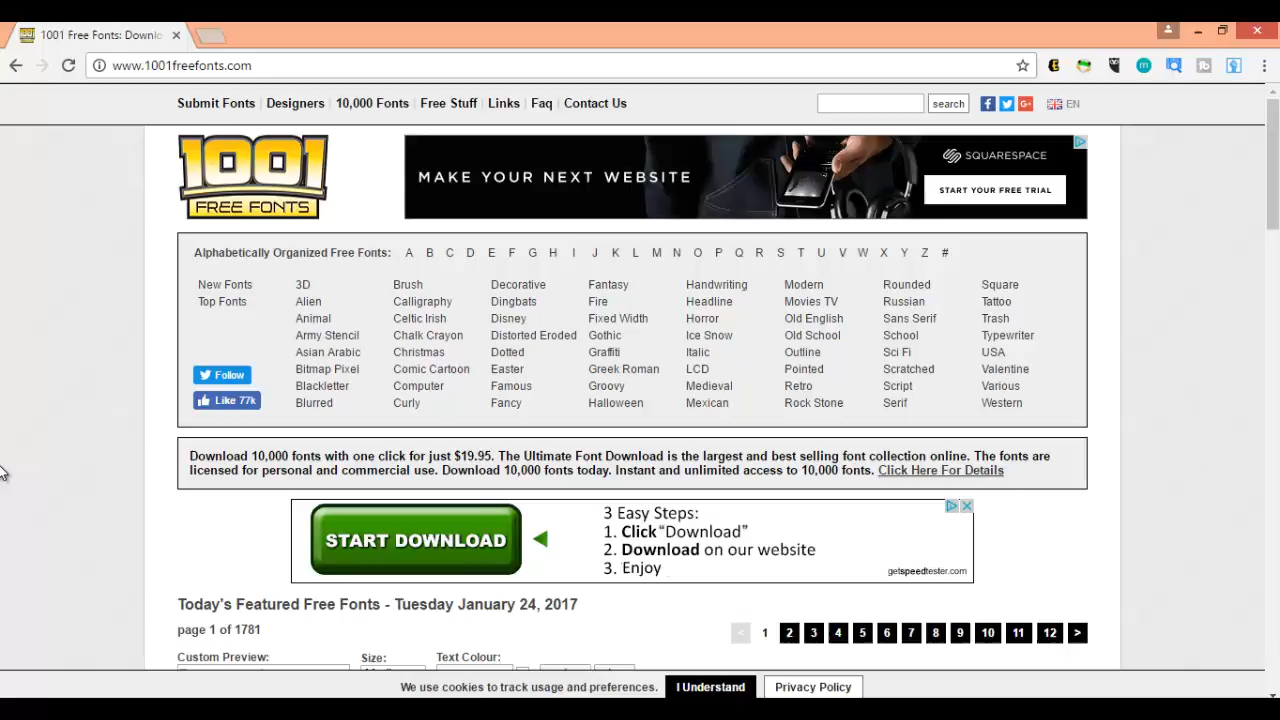 1001 Free Fonts: Downlo
www.1001freefonts.com
Submit Fonts | Designers | 10,000 Fonts | Free Stuff | Links | Faq | Contact Us
search
EN
1001
FREE FONTS
MAKE YOUR NEXT WEBSITE
SQUARESPACE
START YOUR FREE TRIAL
Alphabetically Organized Free Fonts: A B C D E F G H I J K L M N O P Q R S T U V W X Y Z #
New Fonts 3D Brush Decorative Fantasy Handwriting Modern Rounded Square
Top Fonts Alien Calligraphy Dingbats Fire Headline Movies TV Russian Tattoo
Animal Celtic Irish Disney Fixed Width Horror Old English Sans Serif Trash
Army Stencil Chalk Crayon Distorted Eroded Gothic Ice Snow Old School School Typewriter
Asian Arabic Christmas Dotted Graffiti Italic Outline Sci Fi USA
Follow Bitmap Pixel Comic Cartoon Easter Greek Roman LCD Pointed Scratched Valentine
Blackletter Computer Famous Groovy Medieval Retro Script Various
Like 77k Blurred Curly Fancy Halloween Mexican Rock Stone Serif Western
Download 10,000 fonts with one click for just $19.95. The Ultimate Font Download is the largest and best selling font collection online. The fonts are
licensed for personal and commercial use. Download 10,000 fonts today. Instant and unlimited access to 10,000 fonts. Click Here For Details
START DOWNLOAD
3 Easy Steps:
1. Click "Download"
2. Download on our website
3. Enjoy
getspeedtester.com
Today's Featured Free Fonts - Tuesday January 24, 2017
page 1 of 1781
< 1 2 3 4 5 6 7 8 9 10 11 12 >
Custom Preview: Size: Text Colour:
We use cookies to track usage and preferences. I Understand Privacy Policy